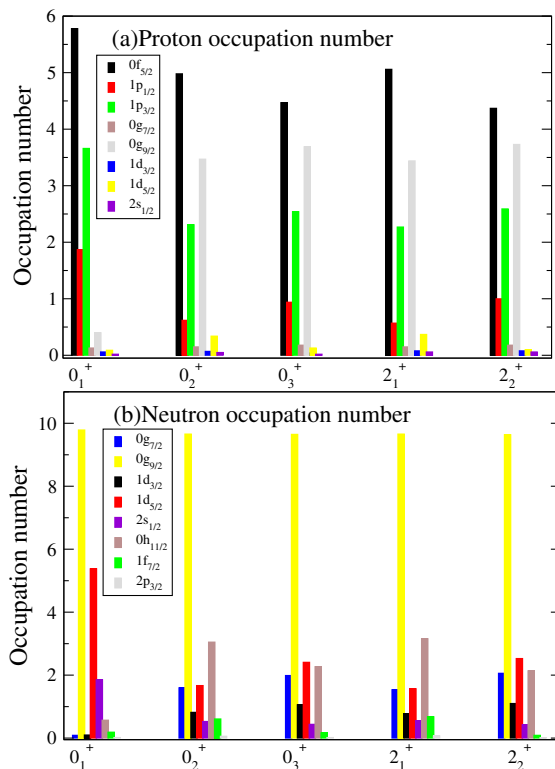 (a)Proton occupation number
Occupation number
6
5
4
3
2
1
0
0f5/2
1p1/2
1p3/2
0g7/2
0g9/2
1d3/2
1d5/2
2s1/2
0₁⁺ 0₂⁺ 0₃⁺ 2₁⁺ 2₂⁺
(b)Neutron occupation number
Occupation number
10
8
6
4
2
0
0g7/2
0g9/2
1d3/2
1d5/2
2s1/2
0h11/2
1f7/2
2p3/2
0₁⁺ 0₂⁺ 0₃⁺ 2₁⁺ 2₂⁺